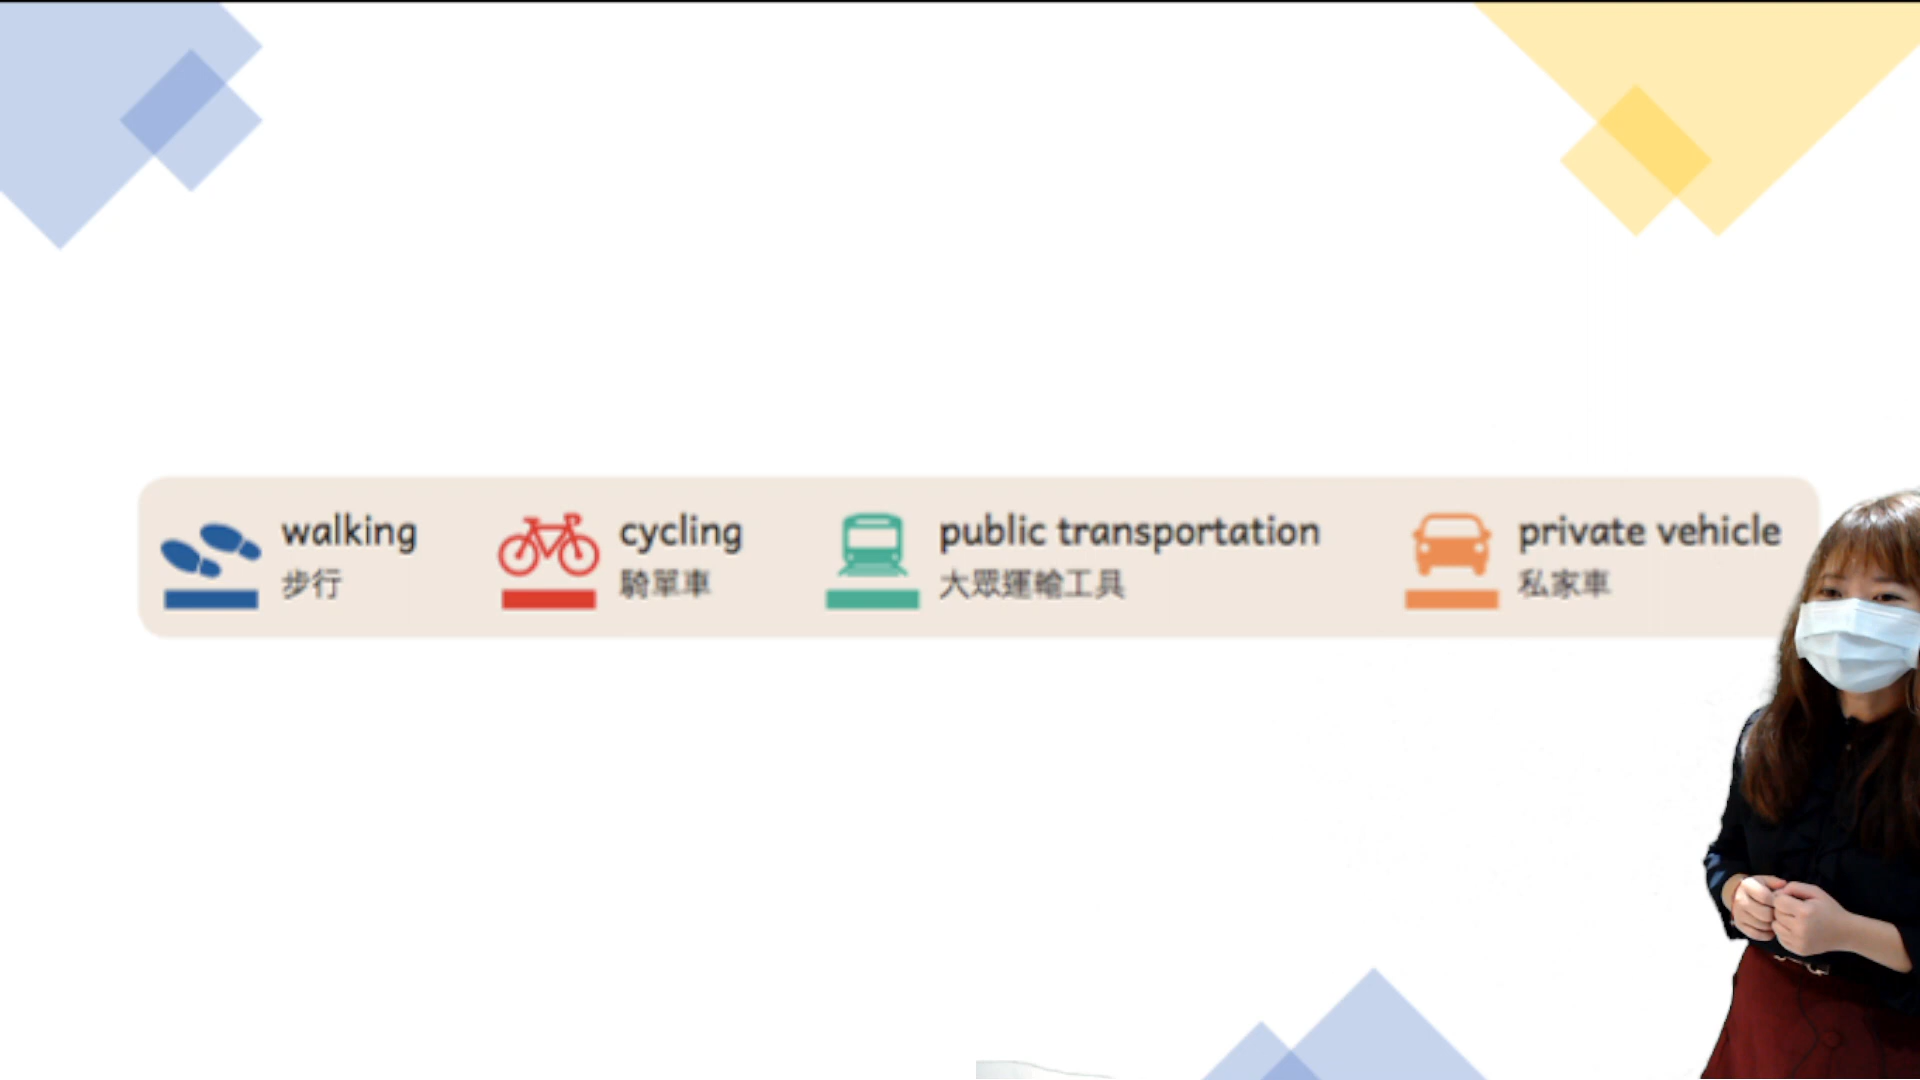 walking
步行
cycling
騎單車
public transportation
大眾運輸工具
private vehicle
私家車